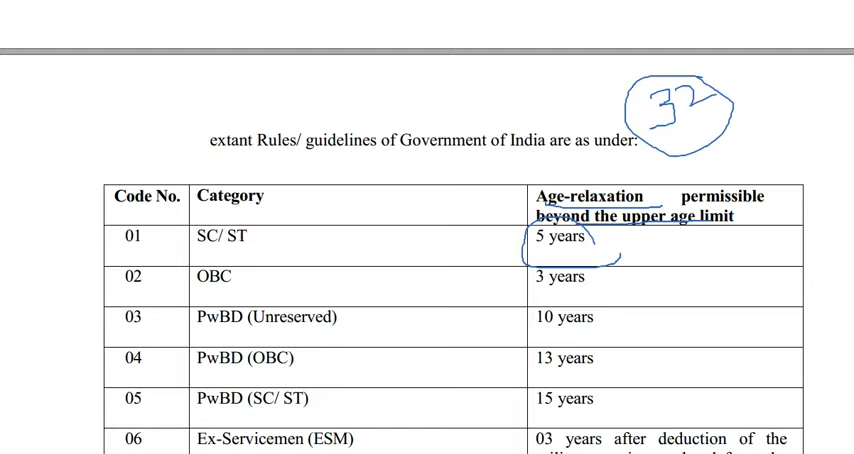 32
extant Rules/ guidelines of Government of India are as under:
Code No. Category Age-relaxation permissible
beyond the upper age limit
01 SC/ ST 5 years
02 OBC 3 years
03 PwBD (Unreserved) 10 years
04 PwBD (OBC) 13 years
05 PwBD (SC/ ST) 15 years
06 Ex-Servicemen (ESM) 03 years after deduction of the